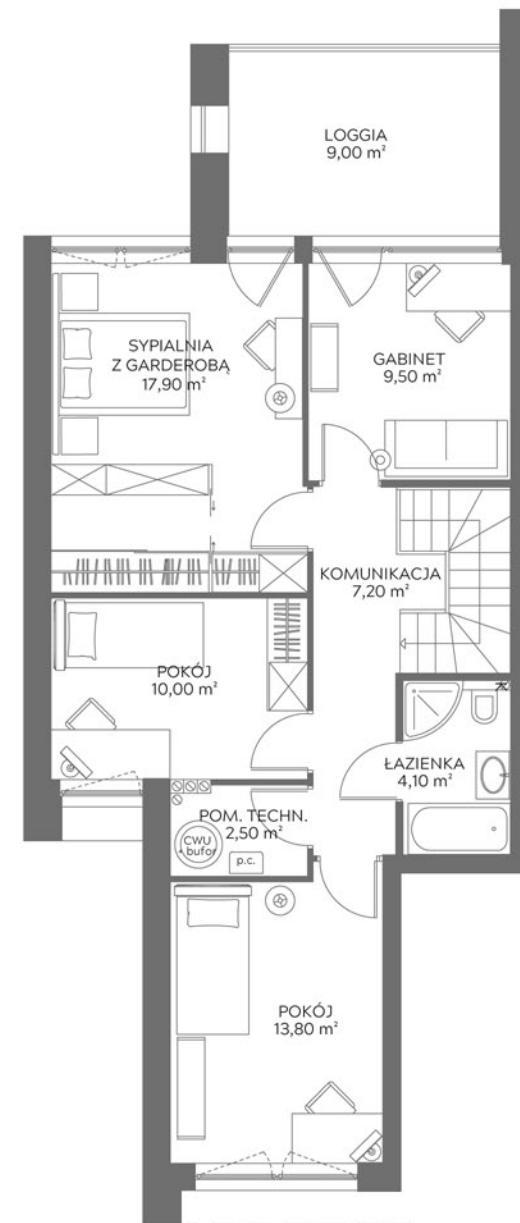 LOGGIA
9,00 m²
SYPIALNIA
Z GARDEROBĄ
17,90 m²
GABINET
9,50 m²
KOMUNIKACJA
7,20 m²
POKÓJ
10,00 m²
ŁAZIENKA
4,10 m²
POM. TECHN.
2,50 m²
CWU
bufor
p.c.
POKÓJ
13,80 m²